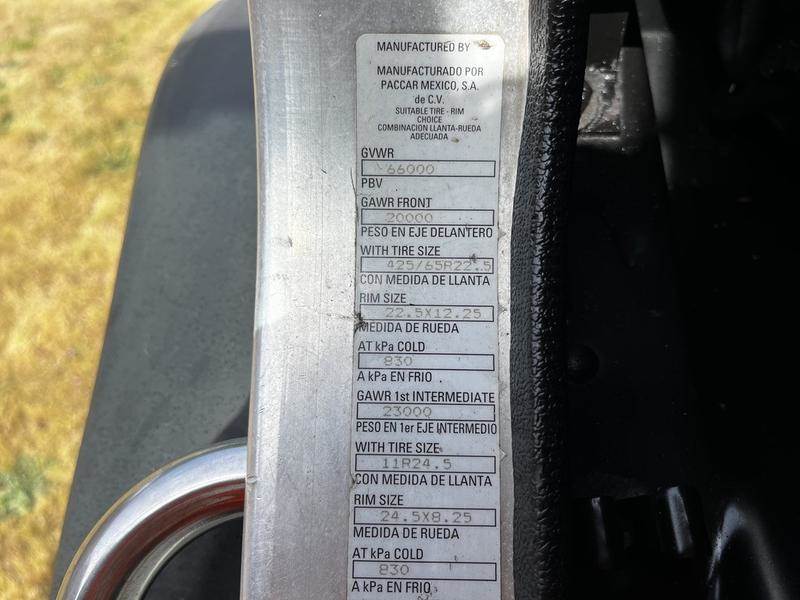 MANUFACTURED BY
MANUFACTURADO POR
PACCAR MEXICO, S.A.
de C.V.
SUITABLE TIRE - RIM
CHOICE
COMBINACION LLANTA-RUEDA
ADECUADA
GVWR
66000
PBV
GAWR FRONT
20000
PESO EN EJE DELANTERO
WITH TIRE SIZE
425/65R22.5
CON MEDIDA DE LLANTA
RIM SIZE
22.5X12.25
MEDIDA DE RUEDA
AT kPa COLD
830
A kPa EN FRIO
GAWR 1st INTERMEDIATE
23000
PESO EN 1er EJE INTERMEDIO
WITH TIRE SIZE
11R24.5
CON MEDIDA DE LLANTA
RIM SIZE
24.5X8.25
MEDIDA DE RUEDA
AT kPa COLD
830
A kPa EN FRIO